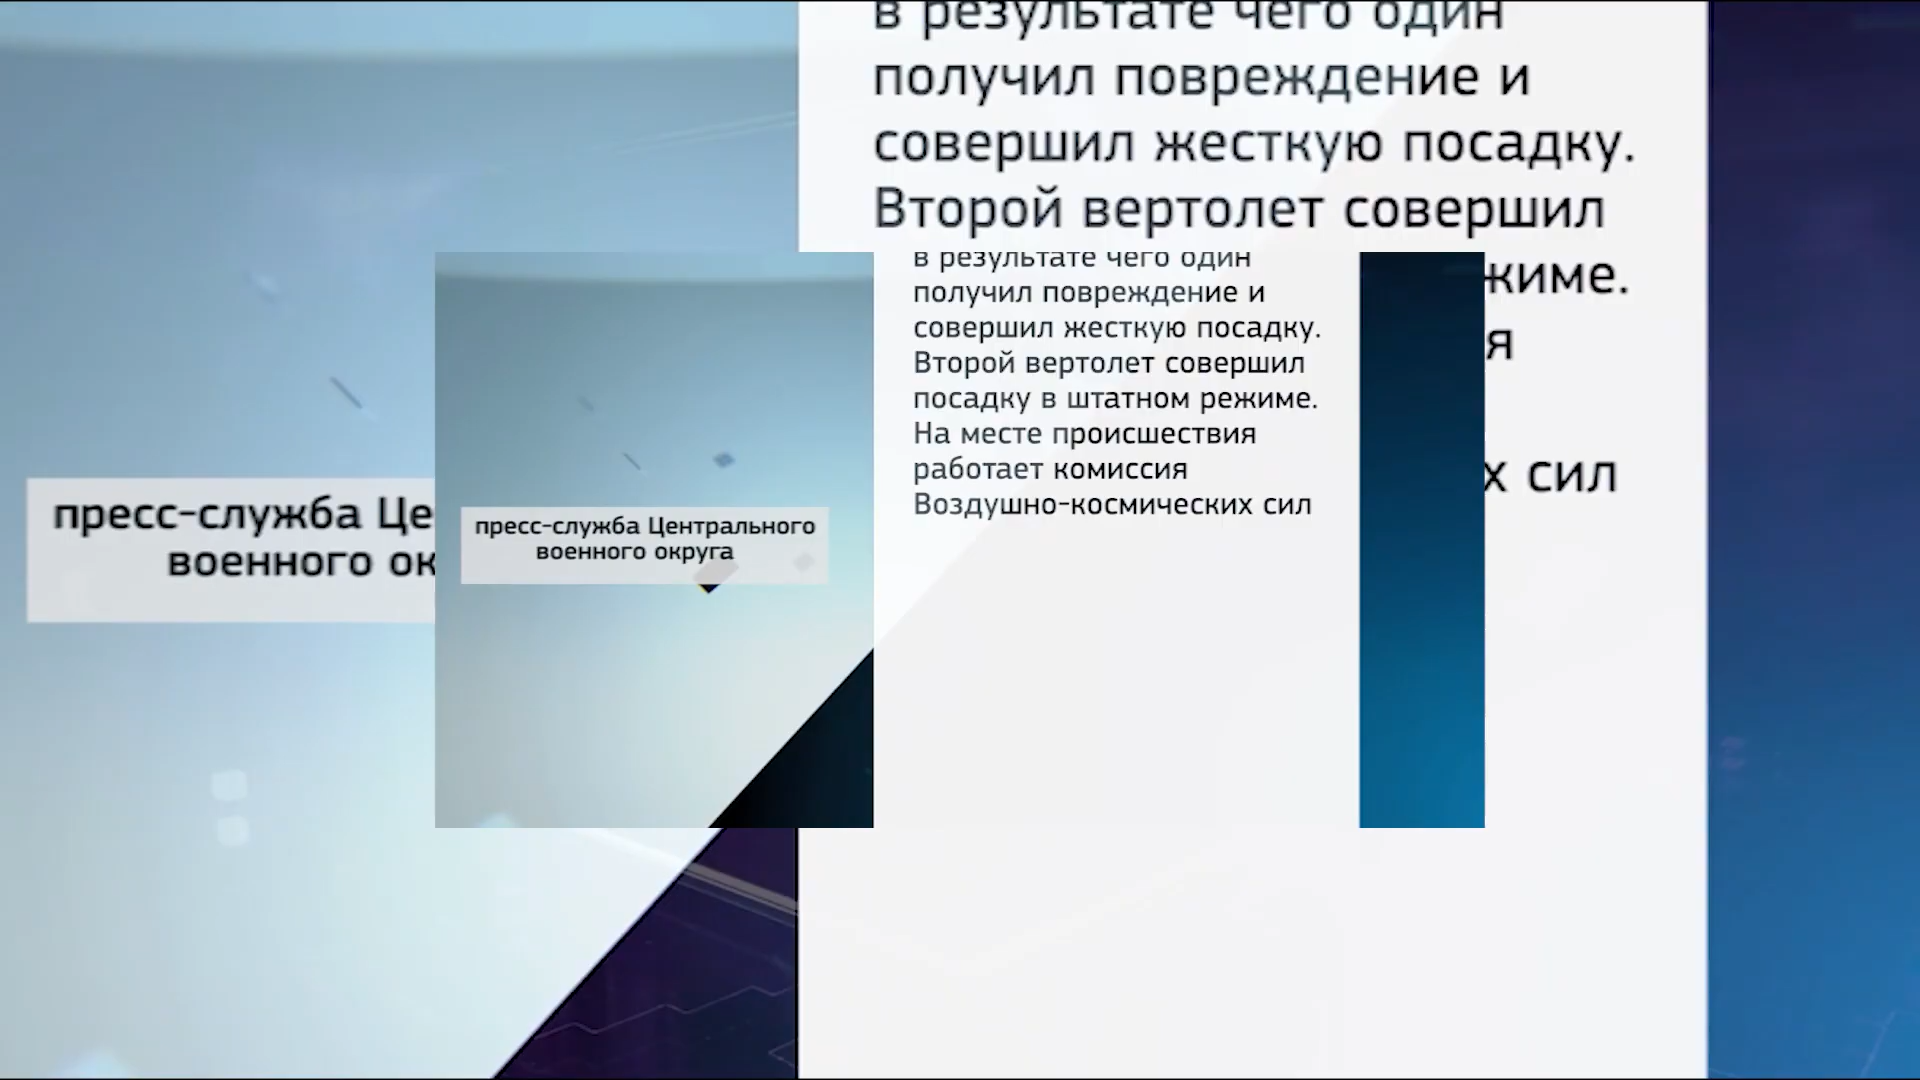 в результате чего один
получил повреждение и
совершил жесткую посадку.
Второй вертолет совершил
жиме.
я
х сил
пресс-служба Це
военного ок
в результате чего один
получил повреждение и
совершил жесткую посадку.
Второй вертолет совершил
посадку в штатном режиме.
На месте происшествия
работает комиссия
Воздушно-космических сил
пресс-служба Центрального
военного округа